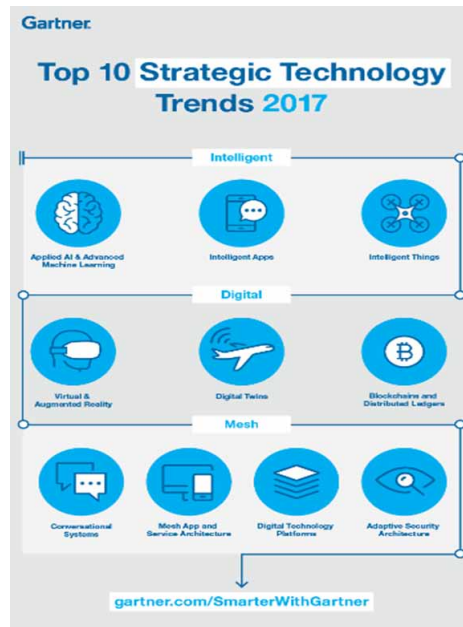 Gartner.
Top 10 Strategic Technology
Trends 2017
Intelligent
Applied AI & Advanced
Machine Learning
Intelligent Apps
Intelligent Things
Digital
Virtual &
Augmented Reality
Digital Twins
Blockchains and
Distributed Ledgers
Mesh
Conversational
Systems
Mesh App and
Service Architecture
Digital Technology
Platforms
Adaptive Security
Architecture
gartner.com/SmarterWithGartner